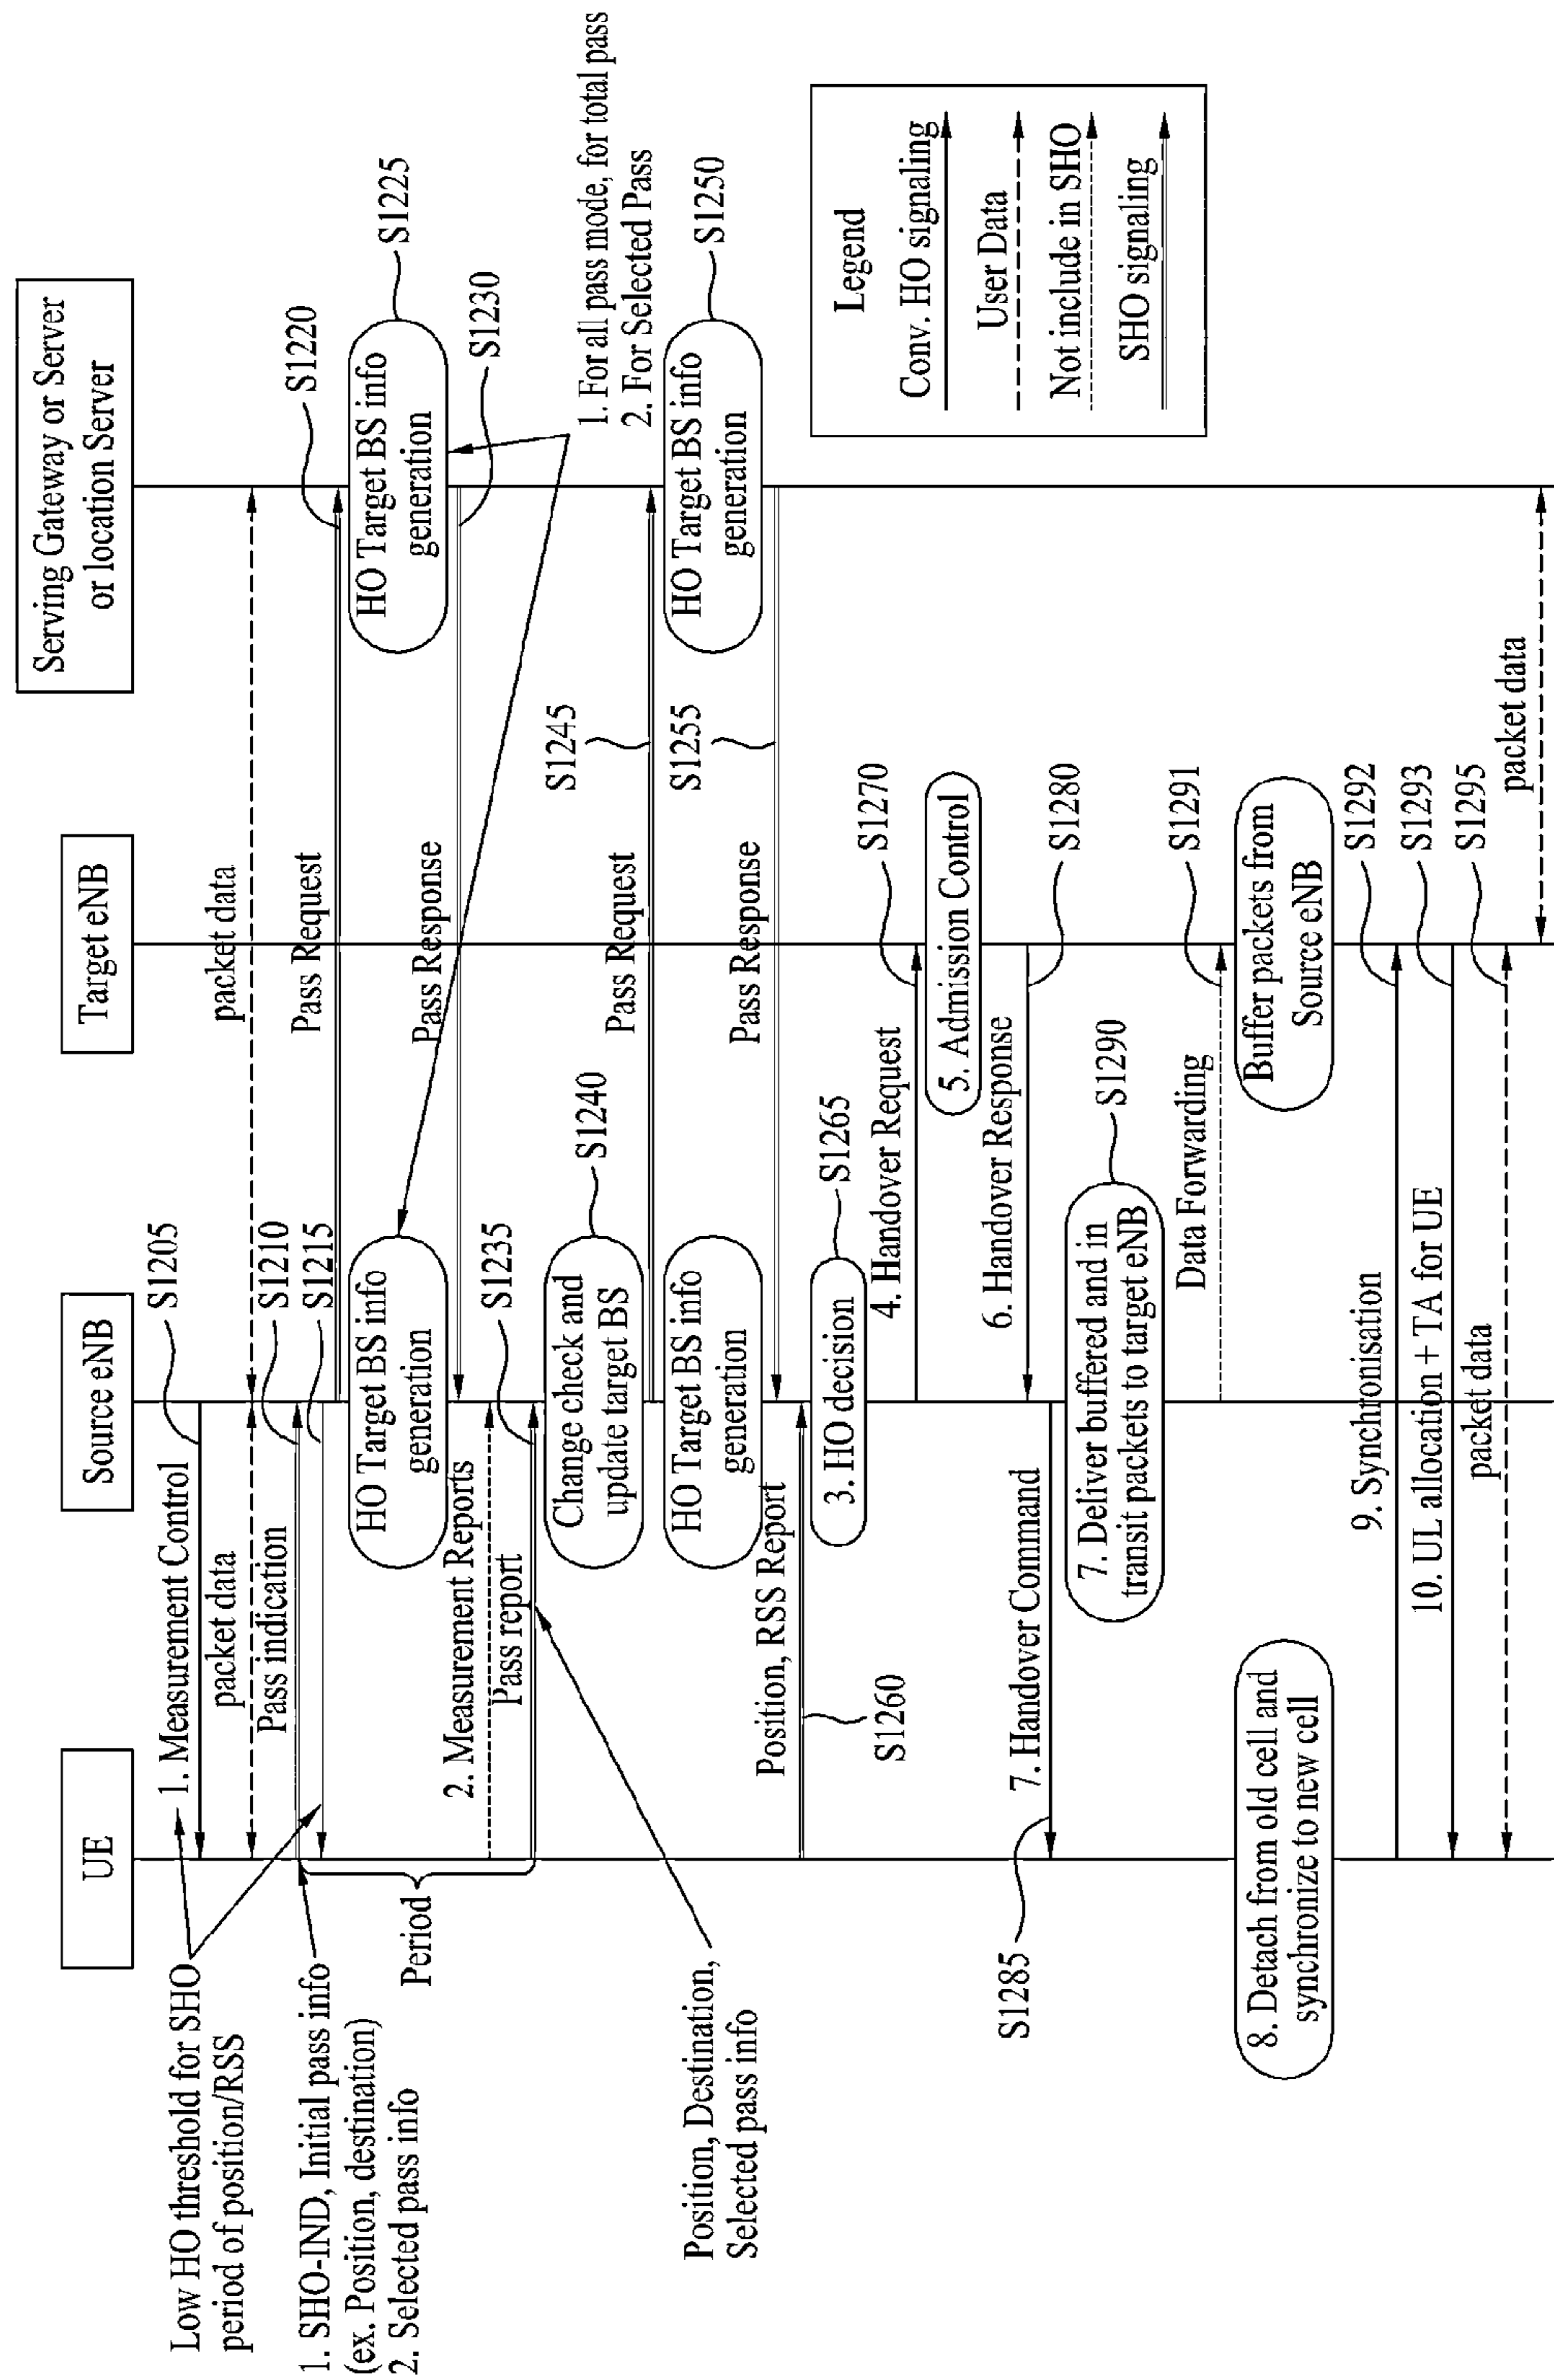 UE
Source eNB
Target eNB
Serving Gateway or Server
or location Server
Low HO threshold for SHO
period of position/RSS
1. Measurement Control
S1205
packet data
packet data
1. SHO-IND, Initial pass info
(ex. Position, destination)
2. Selected pass info
Pass indication
S1210
S1215
Pass Request
S1220
HO Target BS info
generation
HO Target BS info
generation
S1225
Period
Pass Response
S1230
1. For all pass mode, for total pass
2. For Selected Pass
2. Measurement Reports
Pass report
S1235
Position, Destination,
Selected pass info
Change check and
update target BS
S1240
Pass Request
S1245
HO Target BS info
generation
HO Target BS info
generation
S1250
Pass Response
S1255
Position, RSS Report
S1260
3. HO decision
S1265
4. Handover Request
S1270
5. Admission Control
6. Handover Response
S1280
7. Handover Command
S1285
7. Deliver buffered and in
transit packets to target eNB
S1290
Data Forwarding
S1291
8. Detach from old cell and
synchronize to new cell
Buffer packets from
Source eNB
9. Synchronisation
S1292
10. UL allocation + TA for UE
S1293
packet data
S1295
packet data
Legend
Conv. HO signaling
User Data
Not include in SHO
SHO signaling